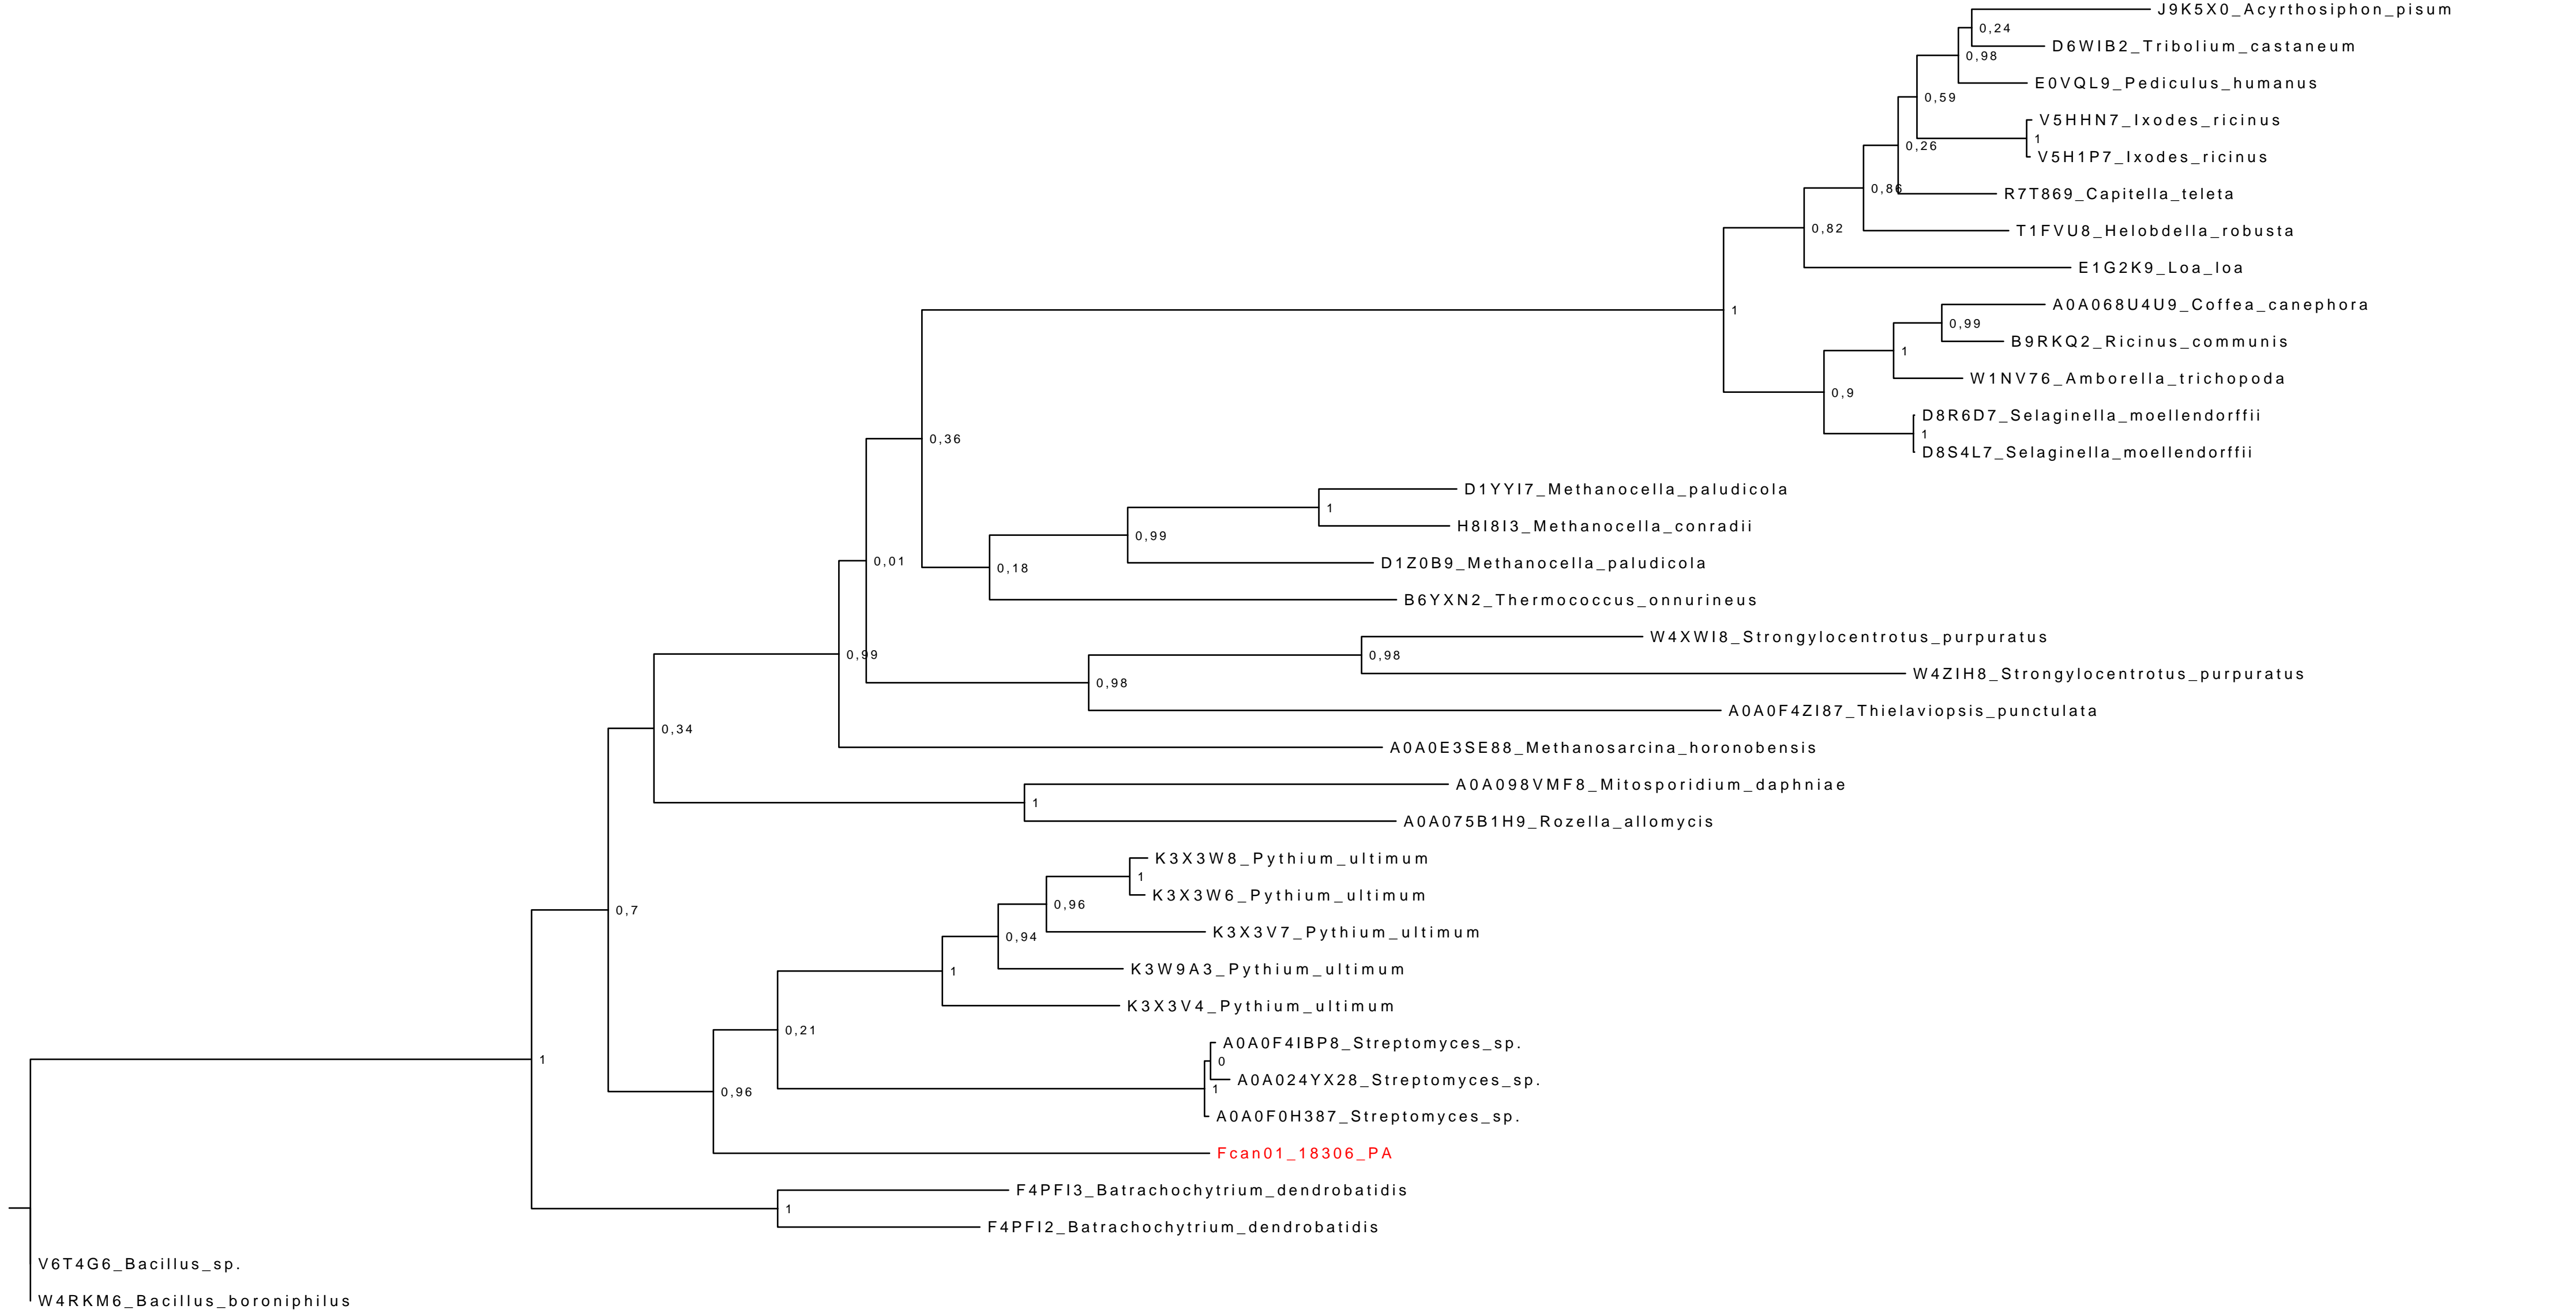 J9K5X0_Acyrthosiphon_pisum
0,24
D6WIB2_Tribolium_castaneum
0,98
E0VQL9_Pediculus_humanus
0,59
V5HHN7_Ixodes_ricinus
1
V5H1P7_Ixodes_ricinus
0,26
R7T869_Capitella_teleta
0,86
T1FVU8_Helobdella_robusta
0,82
E1G2K9_Loa_loa
1
A0A068U4U9_Coffea_canephora
0,99
B9RKQ2_Ricinus_communis
1
W1NV76_Amborella_trichopoda
0,9
D8R6D7_Selaginella_moellendorffii
1
D8S4L7_Selaginella_moellendorffii
0,36
D1YYI7_Methanocella_paludicola
1
H8I8I3_Methanocella_conradii
0,99
D1Z0B9_Methanocella_paludicola
0,18
B6YXN2_Thermococcus_onnurineus
0,01
W4XWI8_Strongylocentrotus_purpuratus
0,98
W4ZIH8_Strongylocentrotus_purpuratus
0,98
A0A0F4ZI87_Thielaviopsis_punctulata
0,99
A0A0E3SE88_Methanosarcina_horonobensis
0,34
A0A098VMF8_Mitosporidium_daphniae
1
A0A075B1H9_Rozella_allomycis
0,7
K3X3W8_Pythium_ultimum
1
K3X3W6_Pythium_ultimum
0,96
K3X3V7_Pythium_ultimum
0,94
K3W9A3_Pythium_ultimum
1
K3X3V4_Pythium_ultimum
0,21
A0A0F4IBP8_Streptomyces_sp.
0
A0A024YX28_Streptomyces_sp.
1
A0A0F0H387_Streptomyces_sp.
0,96
Fcan01_18306_PA
1
F4PFI3_Batrachochytrium_dendrobatidis
1
F4PFI2_Batrachochytrium_dendrobatidis
V6T4G6_Bacillus_sp.
W4RKM6_Bacillus_boroniphilus